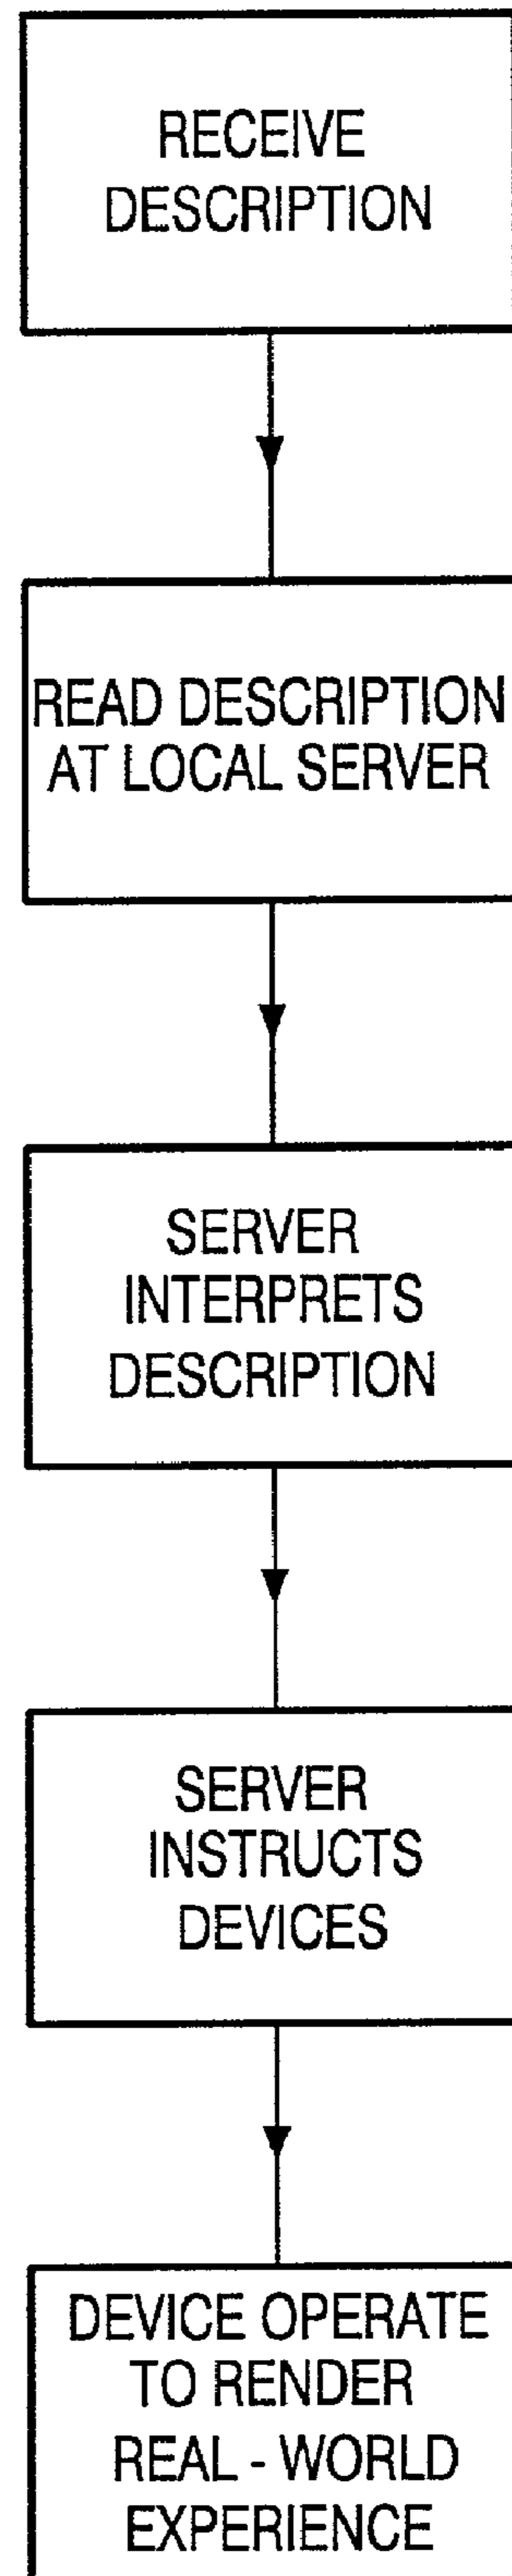 RECEIVE
DESCRIPTION
READ DESCRIPTION
AT LOCAL SERVER
SERVER
INTERPRETS
DESCRIPTION
SERVER
INSTRUCTS
DEVICES
DEVICE OPERATE
TO RENDER
REAL - WORLD
EXPERIENCE